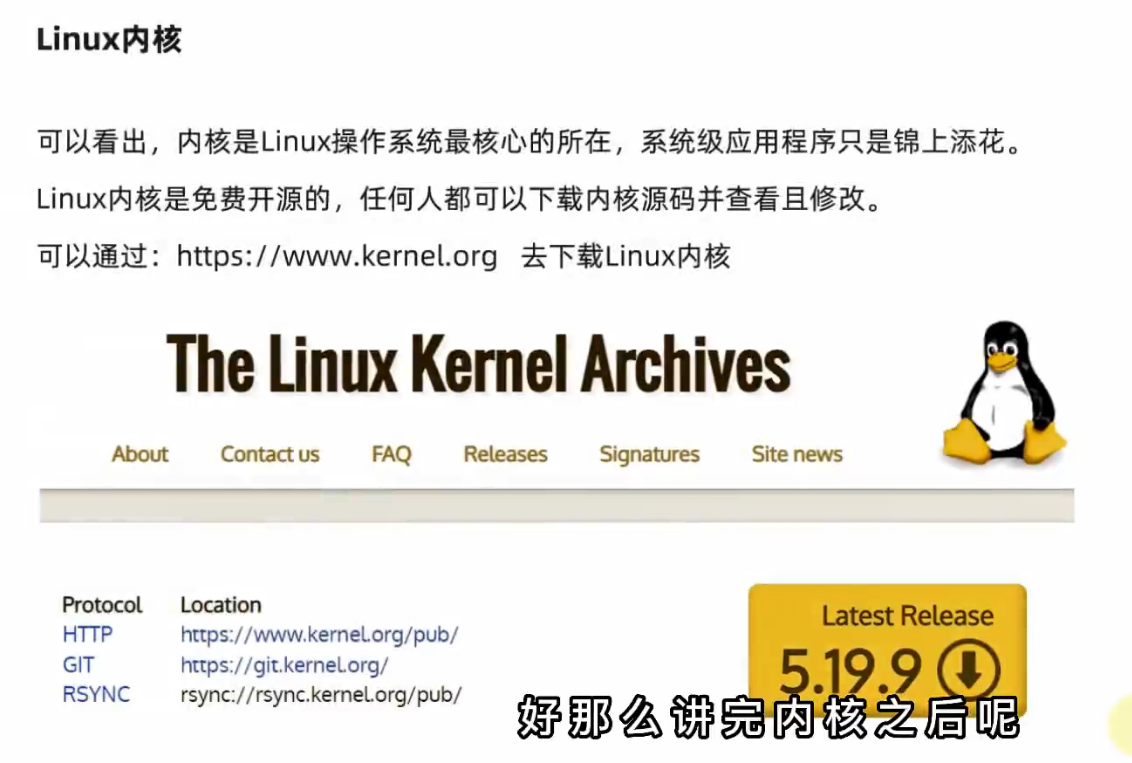 Linux内核
可以看出，内核是Linux操作系统最核心的所在，系统级应用程序只是锦上添花。
Linux内核是免费开源的，任何人都可以下载内核源码并查看且修改。
可以通过：https://www.kernel.org 去下载Linux内核
The Linux Kernel Archives
About Contact us FAQ Releases Signatures Site news
Protocol Location
HTTP https://www.kernel.org/pub/
GIT https://git.kernel.org/
RSYNC rsync://rsync.kernel.org/pub/
Latest Release
5.19.9
好那么讲完内核之后呢